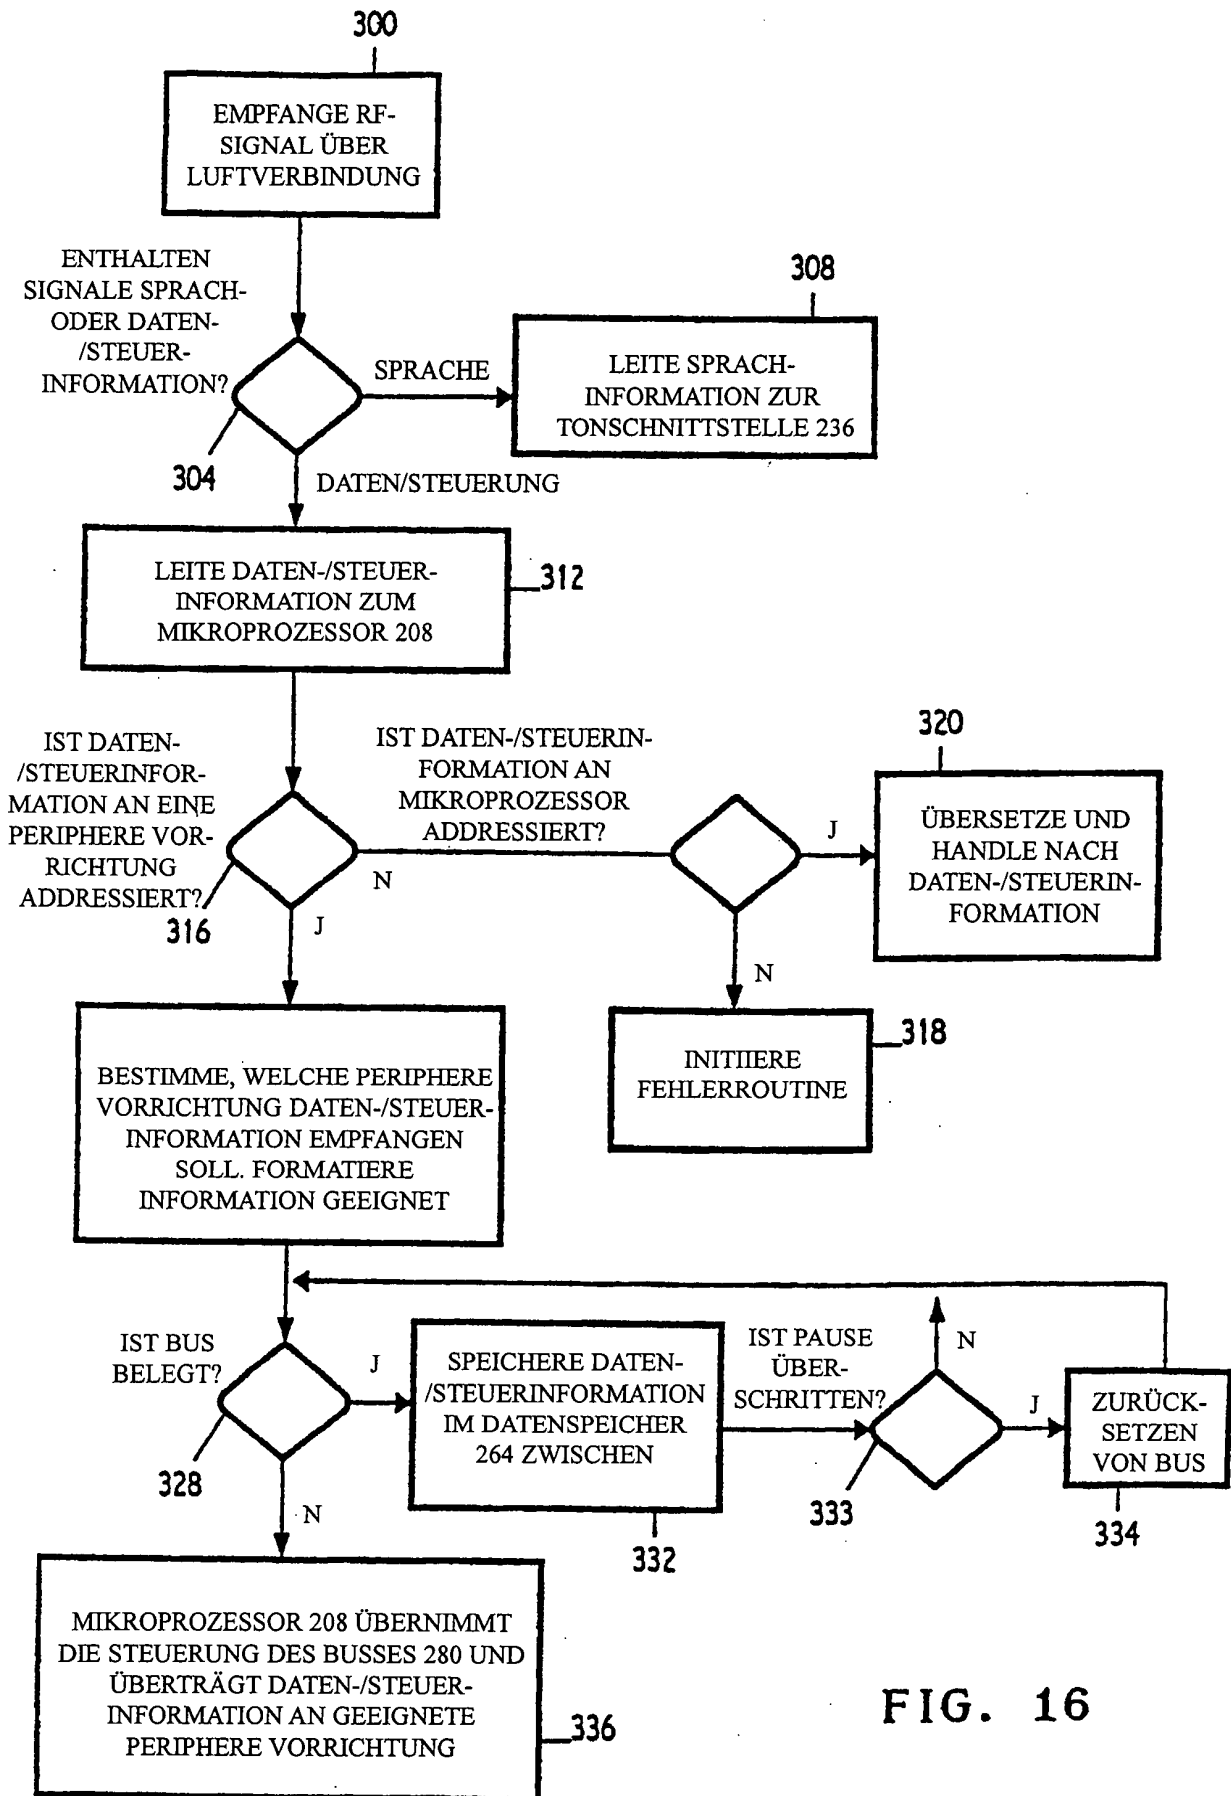 300
EMPFANGE RF-
SIGNAL ÜBER
LUFTVERBINDUNG
ENTHALTEN
SIGNALE SPRACH-
ODER DATEN-
/STEUER-
INFORMATION?
304
SPRACHE
308
LEITE SPRACH-
INFORMATION ZUR
TONSCHNITTSTELLE 236
DATEN/STEUERUNG
LEITE DATEN-/STEUER-
INFORMATION ZUM
MIKROPROZESSOR 208
312
IST DATEN-
/STEUERINFOR-
MATION AN EINE
PERIPHERE VOR-
RICHTUNG
ADDRESSIERT?
316
N
J
IST DATEN-/STEUERIN-
FORMATION AN
MIKROPROZESSOR
ADDRESSIERT?
J
N
320
ÜBERSETZE UND
HANDLE NACH
DATEN-/STEUERIN-
FORMATION
INITIIERE
FEHLERROUTINE
318
BESTIMME, WELCHE PERIPHERE
VORRICHTUNG DATEN-/STEUER-
INFORMATION EMPFANGEN
SOLL. FORMATIERE
INFORMATION GEEIGNET
IST BUS
BELEGT?
328
J
N
SPEICHERE DATEN-
/STEUERINFORMATION
IM DATENSPEICHER
264 ZWISCHEN
332
IST PAUSE
ÜBER-
SCHRITTEN?
333
N
J
ZURÜCK-
SETZEN
VON BUS
334
MIKROPROZESSOR 208 ÜBERNIMMT
DIE STEUERUNG DES BUSSES 280 UND
ÜBERTRÄGT DATEN-/STEUER-
INFORMATION AN GEEIGNETE
PERIPHERE VORRICHTUNG
336
FIG. 16